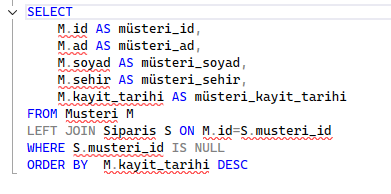 SELECT
M.id AS müsteri_id,
M.ad AS müsteri_ad,
M.soyad AS müsteri_soyad,
M.sehir AS müsteri_sehir,
M.kayit_tarihi AS müsteri_kayit_tarihi
FROM Musteri M
LEFT JOIN Siparis S ON M.id=S.musteri_id
WHERE S.musteri_id IS NULL
ORDER BY  M.kayit_tarihi DESC